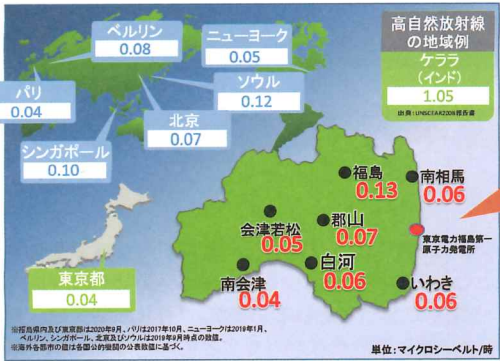 ベルリン
0.08
ニューヨーク
0.05
パリ
0.04
ソウル
0.12
北京
0.07
シンガポール
0.10
高自然放射線
の地域例
ケララ
(インド)
1.05
出典:UNSCEAR2008報告書
福島
0.13
南相馬
0.06
会津若松
0.05
郡山
0.07
東京電力福島第一
原子力発電所
南会津
0.04
白河
0.06
いわき
0.06
東京都
0.04
※福島県内及び東京都は2020年9月、パリは2017年10月、ニューヨークは2019年1月、
ベルリン、シンガポール、北京及びソウルは2019年9月時点の数値。
※海外各都市の値は各国公的機関の公表数値に基づく。
単位:マイクロシーベルト/時